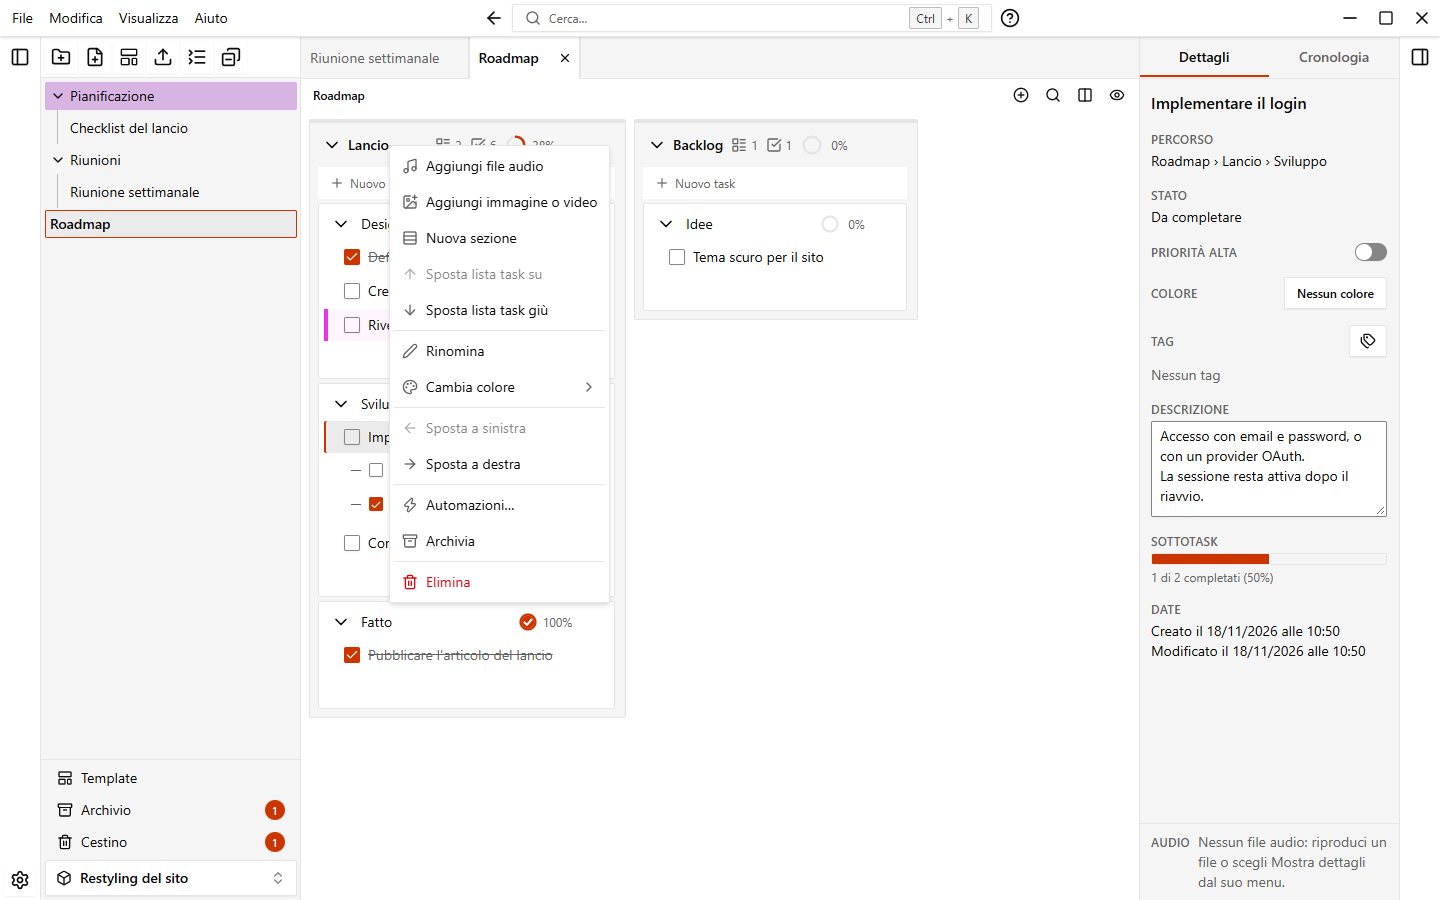 File Modifica Visualizza Aiuto
Cerca... Ctrl + K
Riunione settimanale Roadmap
Dettagli Cronologia
Pianificazione
Checklist del lancio
Riunioni
Riunione settimanale
Roadmap
Template
Archivio 1
Cestino 1
Restyling del sito
Roadmap
Lancio
+ Nuovo
Fatto 100%
Pubblicare l'articolo del lancio
Aggiungi file audio
Aggiungi immagine o video
Nuova sezione
Sposta lista task su
Sposta lista task giù
Rinomina
Cambia colore
Sposta a sinistra
Sposta a destra
Automazioni...
Archivia
Elimina
Backlog 1 1 0%
+ Nuovo task
Idee 0%
Tema scuro per il sito
Implementare il login
PERCORSO
Roadmap › Lancio › Sviluppo
STATO
Da completare
PRIORITÀ ALTA
COLORE Nessun colore
TAG
Nessun tag
DESCRIZIONE
Accesso con email e password, o
con un provider OAuth.
La sessione resta attiva dopo il
riavvio.
SOTTOTASK
1 di 2 completati (50%)
DATE
Creato il 18/11/2026 alle 10:50
Modificato il 18/11/2026 alle 10:50
AUDIO Nessun file audio: riproduci un
file o scegli Mostra dettagli
dal suo menu.